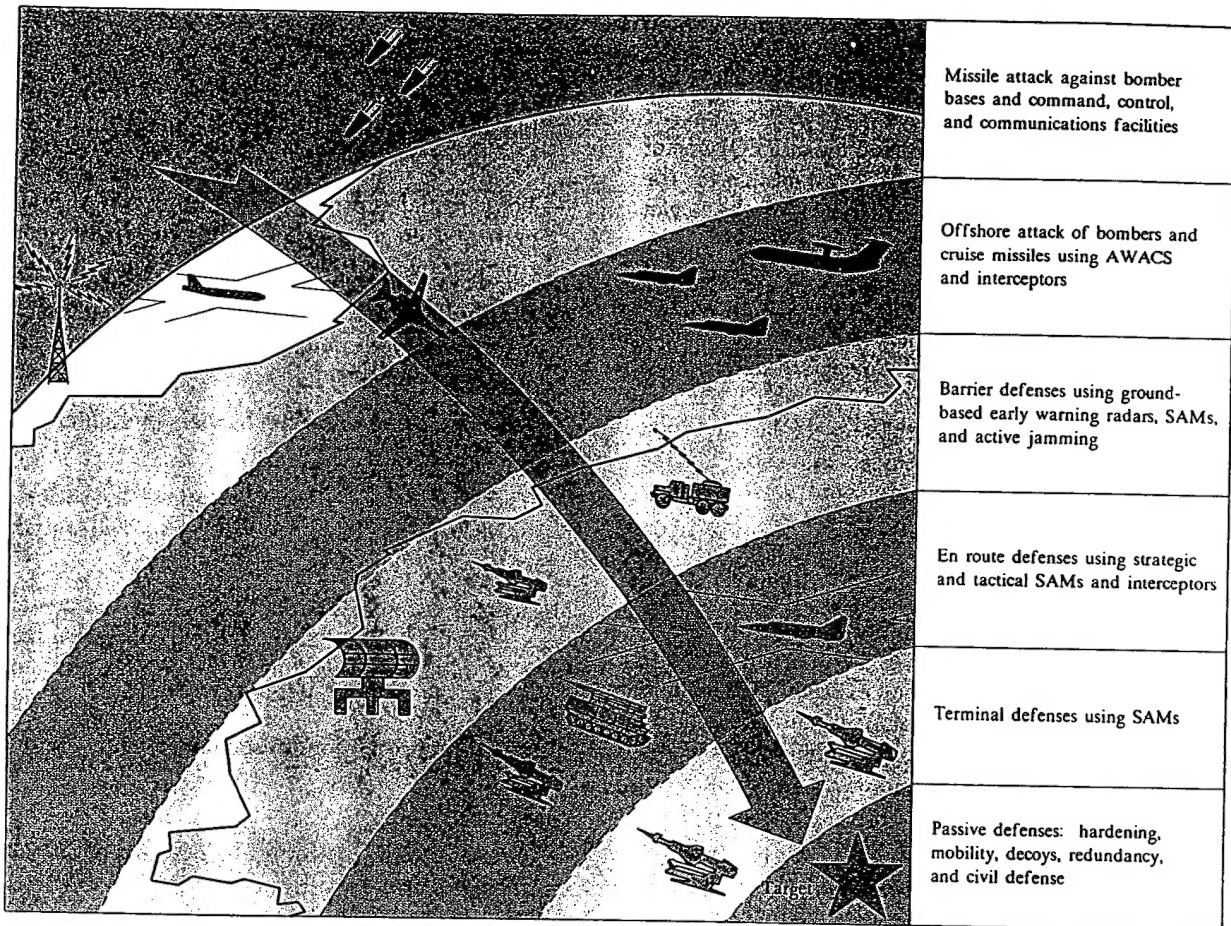 Missile attack against bomber
bases and command, control,
and communications facilities
Offshore attack of bombers and
cruise missiles using AWACS
and interceptors
Barrier defenses using ground-
based early warning radars, SAMs,
and active jamming
En route defenses using strategic
and tactical SAMs and interceptors
Terminal defenses using SAMs
Passive defenses: hardening,
mobility, decoys, redundancy,
and civil defense
Target